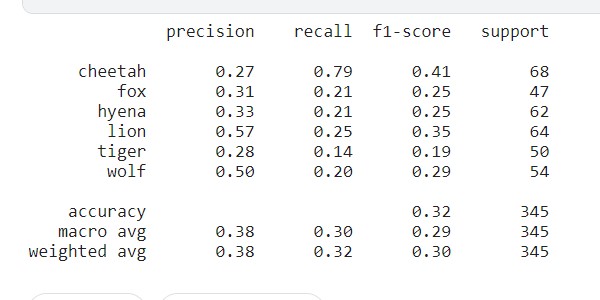 precision recall f1-score support
cheetah 0.27 0.79 0.41 68
fox 0.31 0.21 0.25 47
hyena 0.33 0.21 0.25 62
lion 0.57 0.25 0.35 64
tiger 0.28 0.14 0.19 50
wolf 0.50 0.20 0.29 54
accuracy 0.32 345
macro avg 0.38 0.30 0.29 345
weighted avg 0.38 0.32 0.30 345